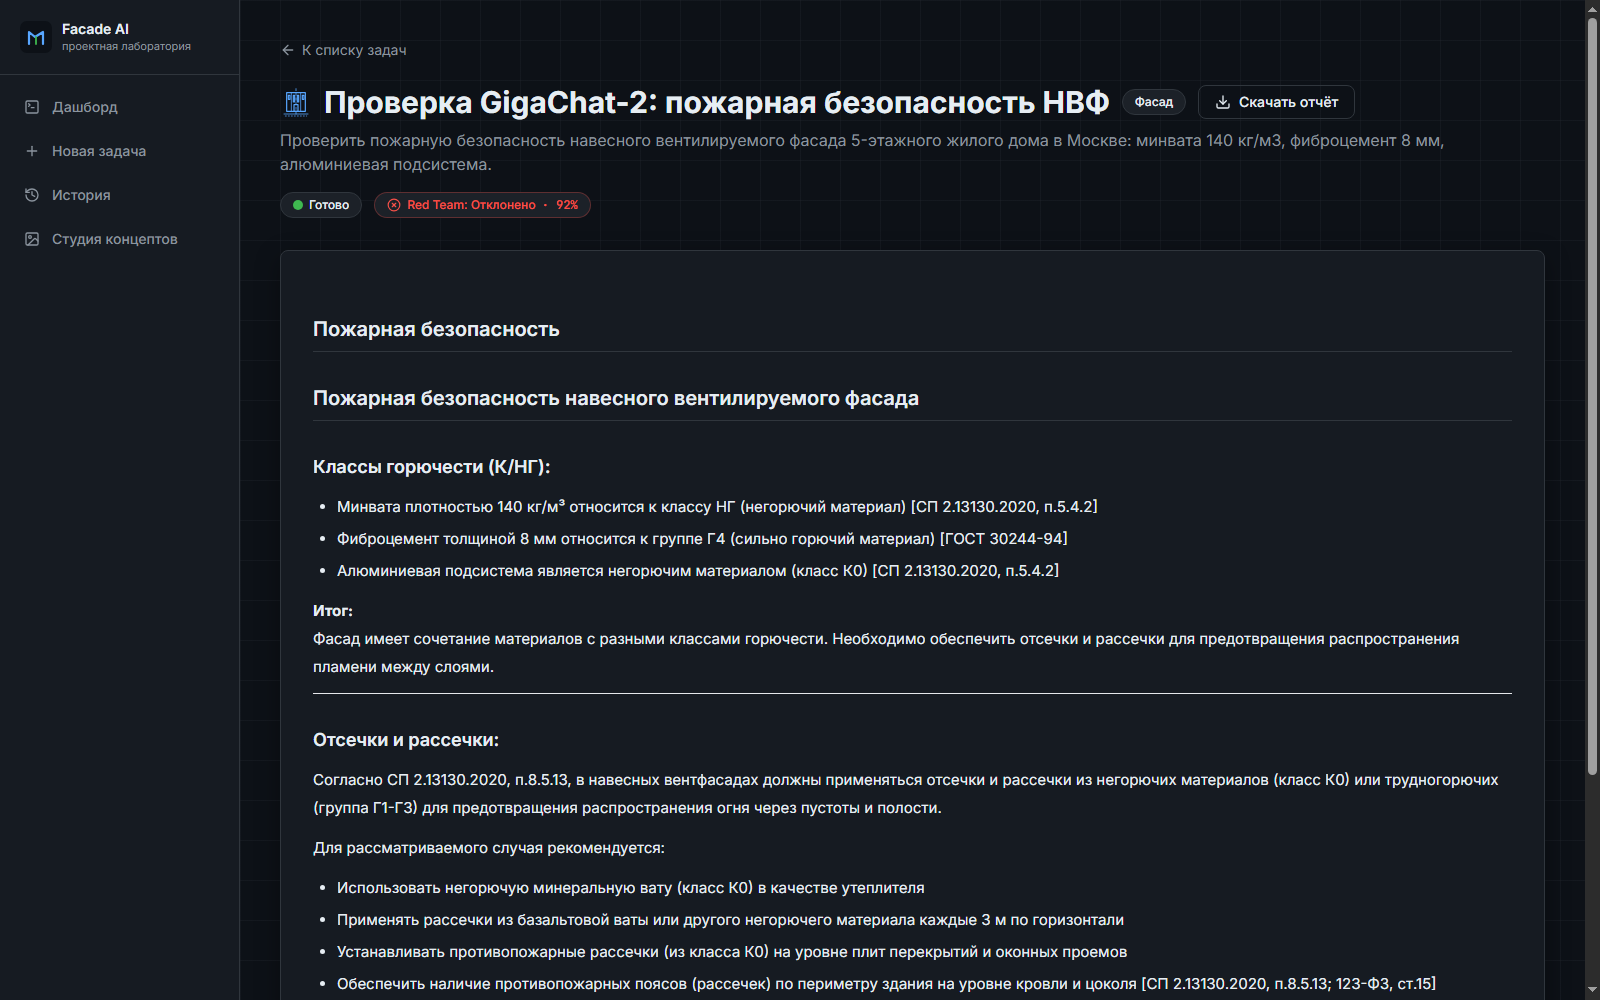 Facade AI
проектная лаборатория
Дашборд
Новая задача
История
Студия концептов
К списку задач
Проверка GigaChat-2: пожарная безопасность НВФ
Фасад
Скачать отчёт
Проверить пожарную безопасность навесного вентилируемого фасада 5-этажного жилого дома в Москве: минвата 140 кг/м3, фиброцемент 8 мм,
алюминиевая подсистема.
Готово
Red Team: Отклонено · 92%
Пожарная безопасность
Пожарная безопасность навесного вентилируемого фасада
Классы горючести (К/НГ):
• Минвата плотностью 140 кг/м³ относится к классу НГ (негорючий материал) [СП 2.13130.2020, п.5.4.2]
• Фиброцемент толщиной 8 мм относится к группе Г4 (сильно горючий материал) [ГОСТ 30244-94]
• Алюминиевая подсистема является негорючим материалом (класс К0) [СП 2.13130.2020, п.5.4.2]
Итог:
Фасад имеет сочетание материалов с разными классами горючести. Необходимо обеспечить отсечки и рассечки для предотвращения распространения
пламени между слоями.
Отсечки и рассечки:
Согласно СП 2.13130.2020, п.8.5.13, в навесных вентфасадах должны применяться отсечки и рассечки из негорючих материалов (класс К0) или трудногорючих
(группа Г1-Г3) для предотвращения распространения огня через пустоты и полости.
Для рассматриваемого случая рекомендуется:
• Использовать негорючую минеральную вату (класс К0) в качестве утеплителя
• Применять рассечки из базальтовой ваты или другого негорючего материала каждые 3 м по горизонтали
• Устанавливать противопожарные рассечки (из класса К0) на уровне плит перекрытий и оконных проемов
• Обеспечить наличие противопожарных поясов (рассечек) по периметру здания на уровне кровли и цоколя [СП 2.13130.2020, п.8.5.13; 123-ФЗ, ст.15]